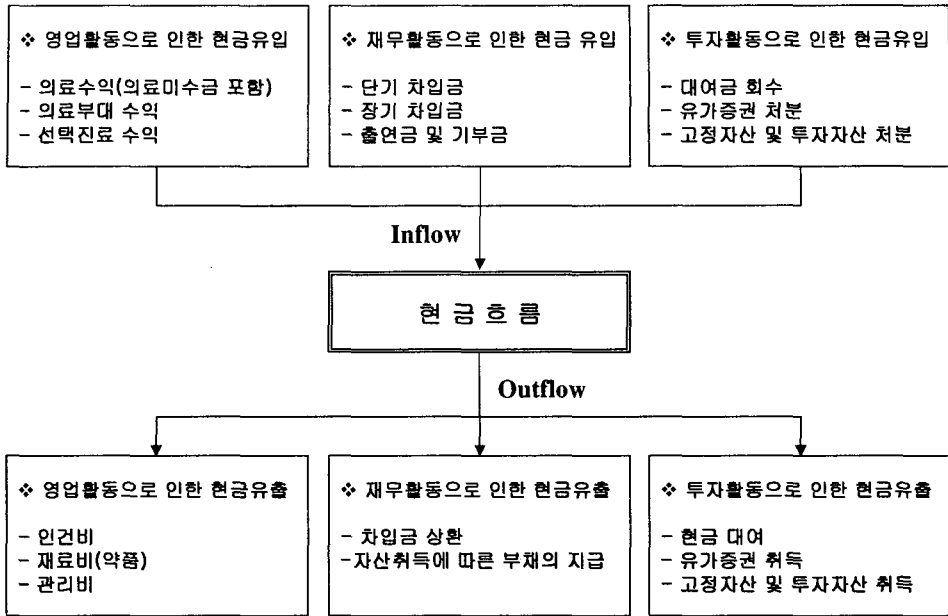 ❖ 영업활동으로 인한 현금유입
- 의료수익(의료미수금 포함)
- 의료부대 수익
- 선택진료 수익
❖ 재무활동으로 인한 현금 유입
- 단기 차입금
- 장기 차입금
- 출연금 및 기부금
❖ 투자활동으로 인한 현금유입
- 대여금 회수
- 유가증권 처분
- 고정자산 및 투자자산 처분
Inflow
현 금 흐 름
Outflow
❖ 영업활동으로 인한 현금유출
- 인건비
- 재료비(약품)
- 관리비
❖ 재무활동으로 인한 현금유출
- 차입금 상환
-자산취득에 따른 부채의 지급
❖ 투자활동으로 인한 현금유출
- 현금 대여
- 유가증권 취득
- 고정자산 및 투자자산 취득